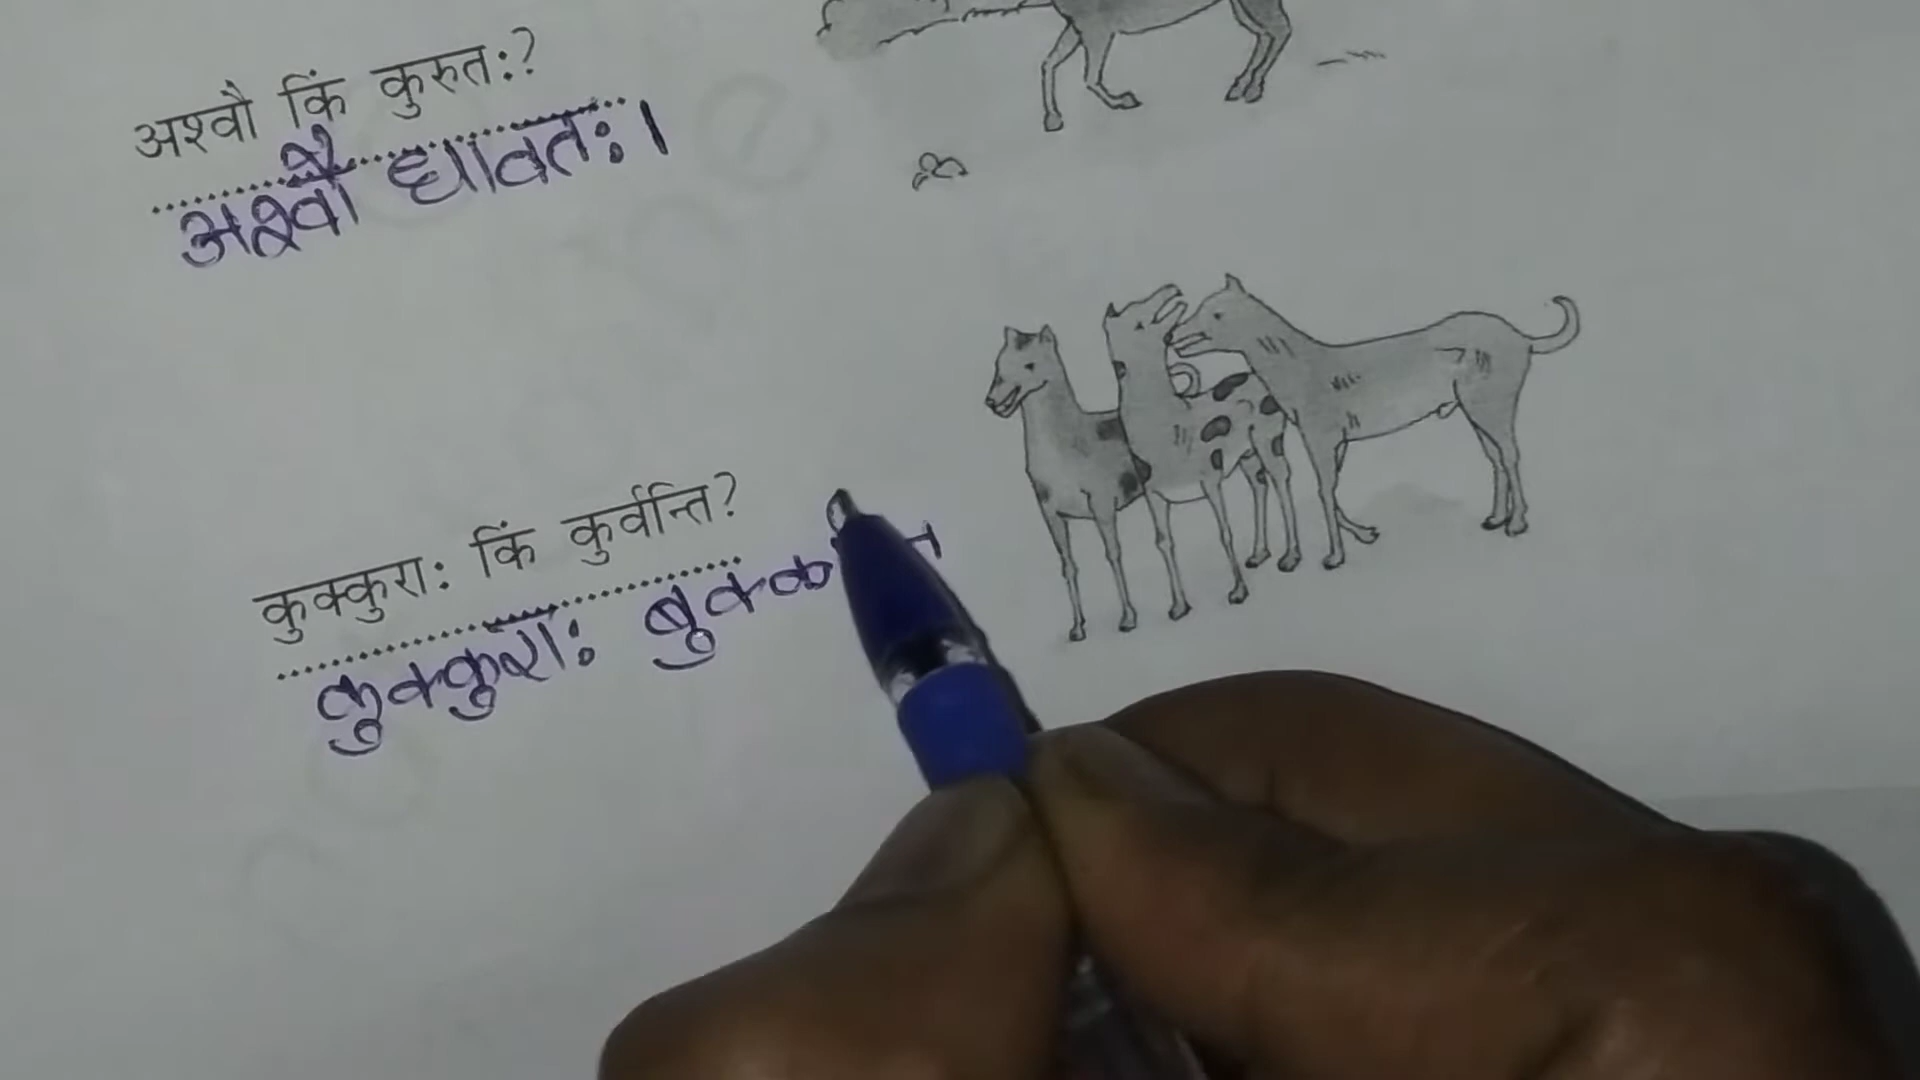 अश्वौ किं कुरुतः?
अश्वौ धावतः।
कुक्कुराः किं कुर्वन्ति?
कुक्कुराः